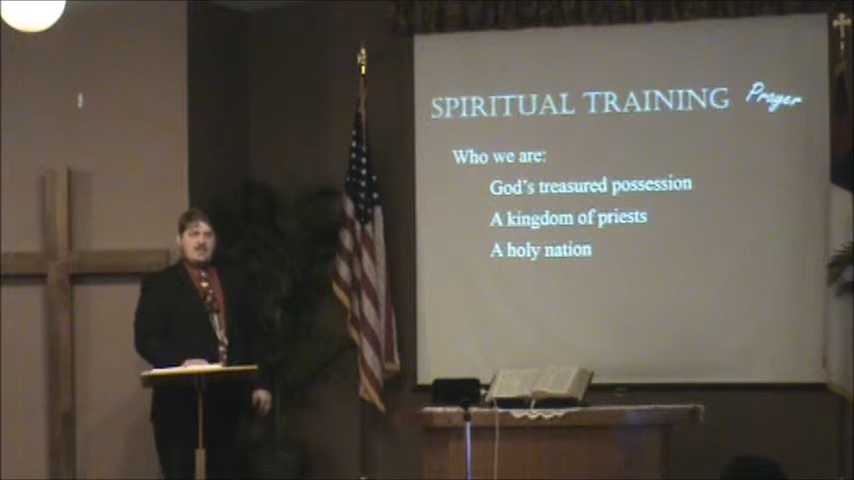 SPIRITUAL TRAINING Prayer
Who we are:
God's treasured possession
A kingdom of priests
A holy nation